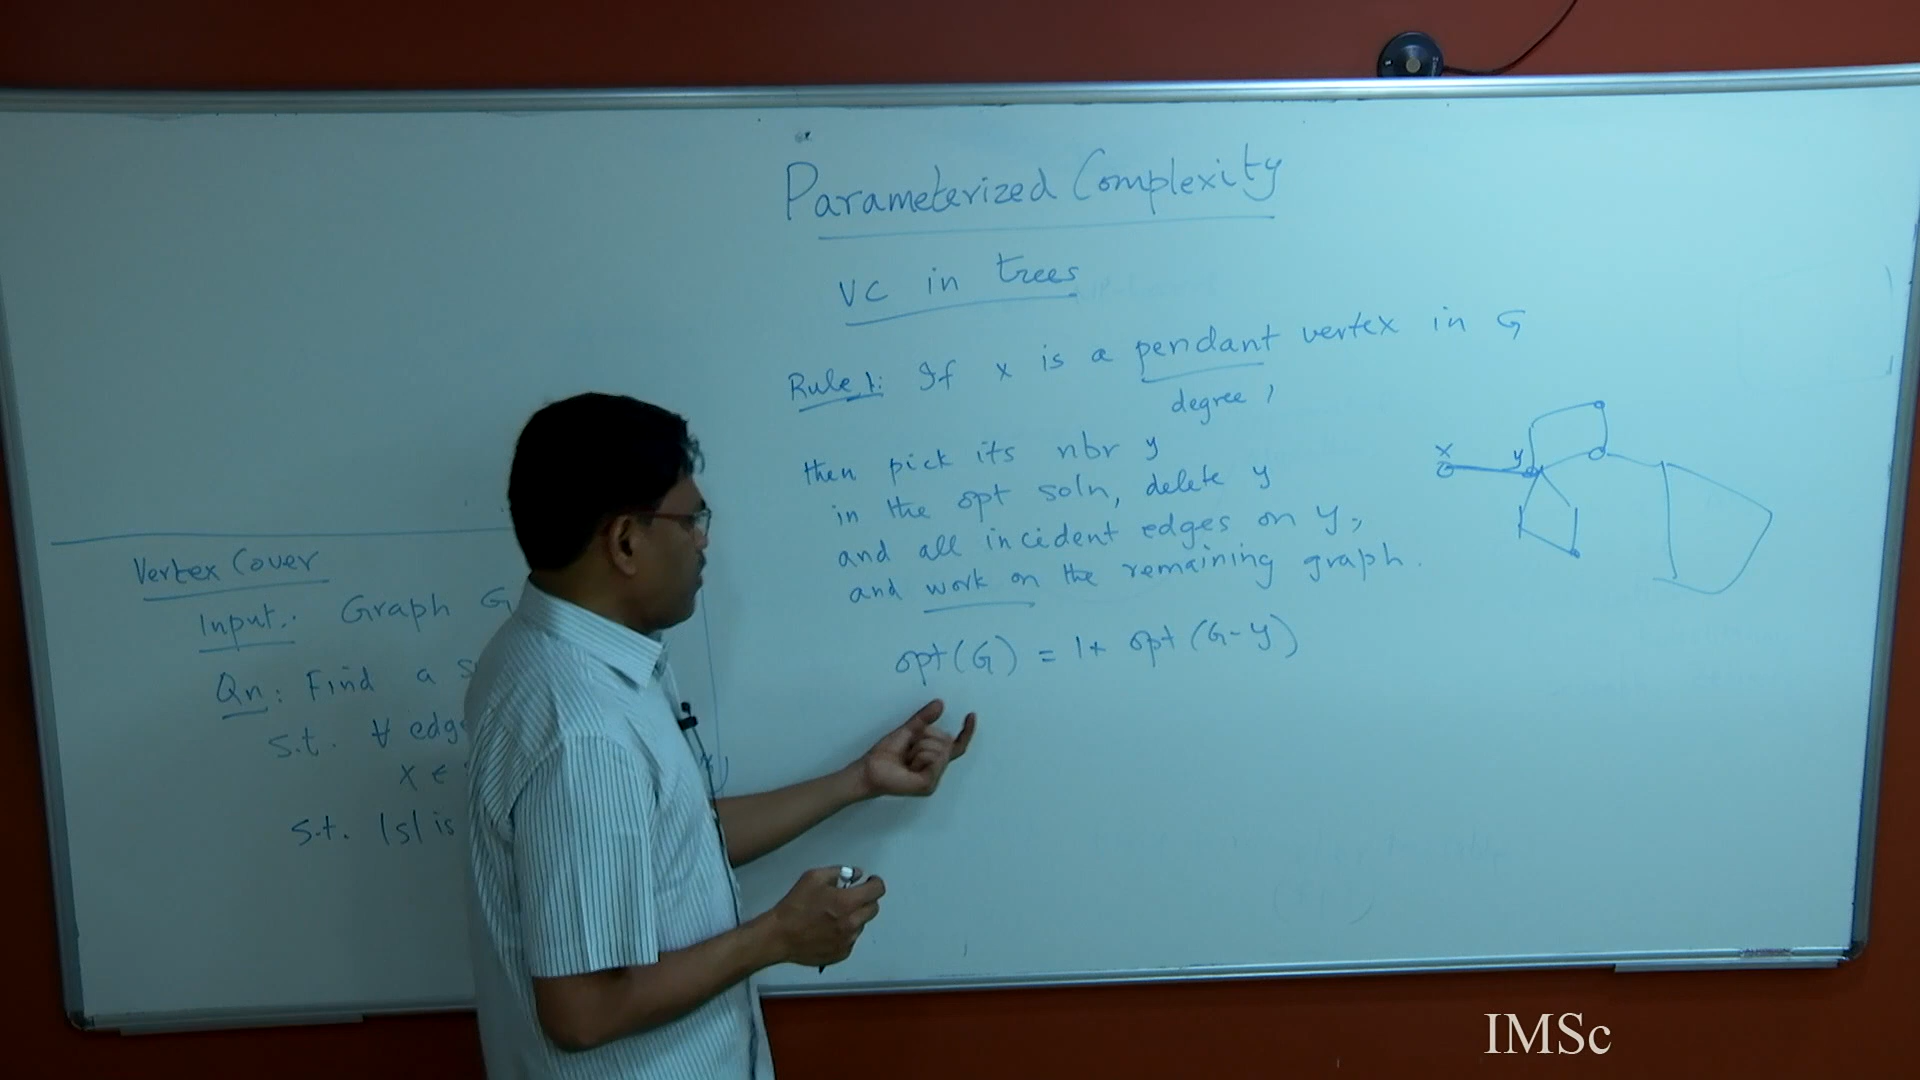 Parameterized Complexity
VC in trees
Rule 1: If x is a pendant vertex in G
degree 1
then pick its nbr y
in the opt soln, delete y
and all incident edges on y,
and work on the remaining graph.
opt(G) = 1+ opt(G-y)
x y
Vertex Cover
Input: Graph G
Qn: Find a
s.t. ∀
x ∈
s.t. |S| is
IMSc